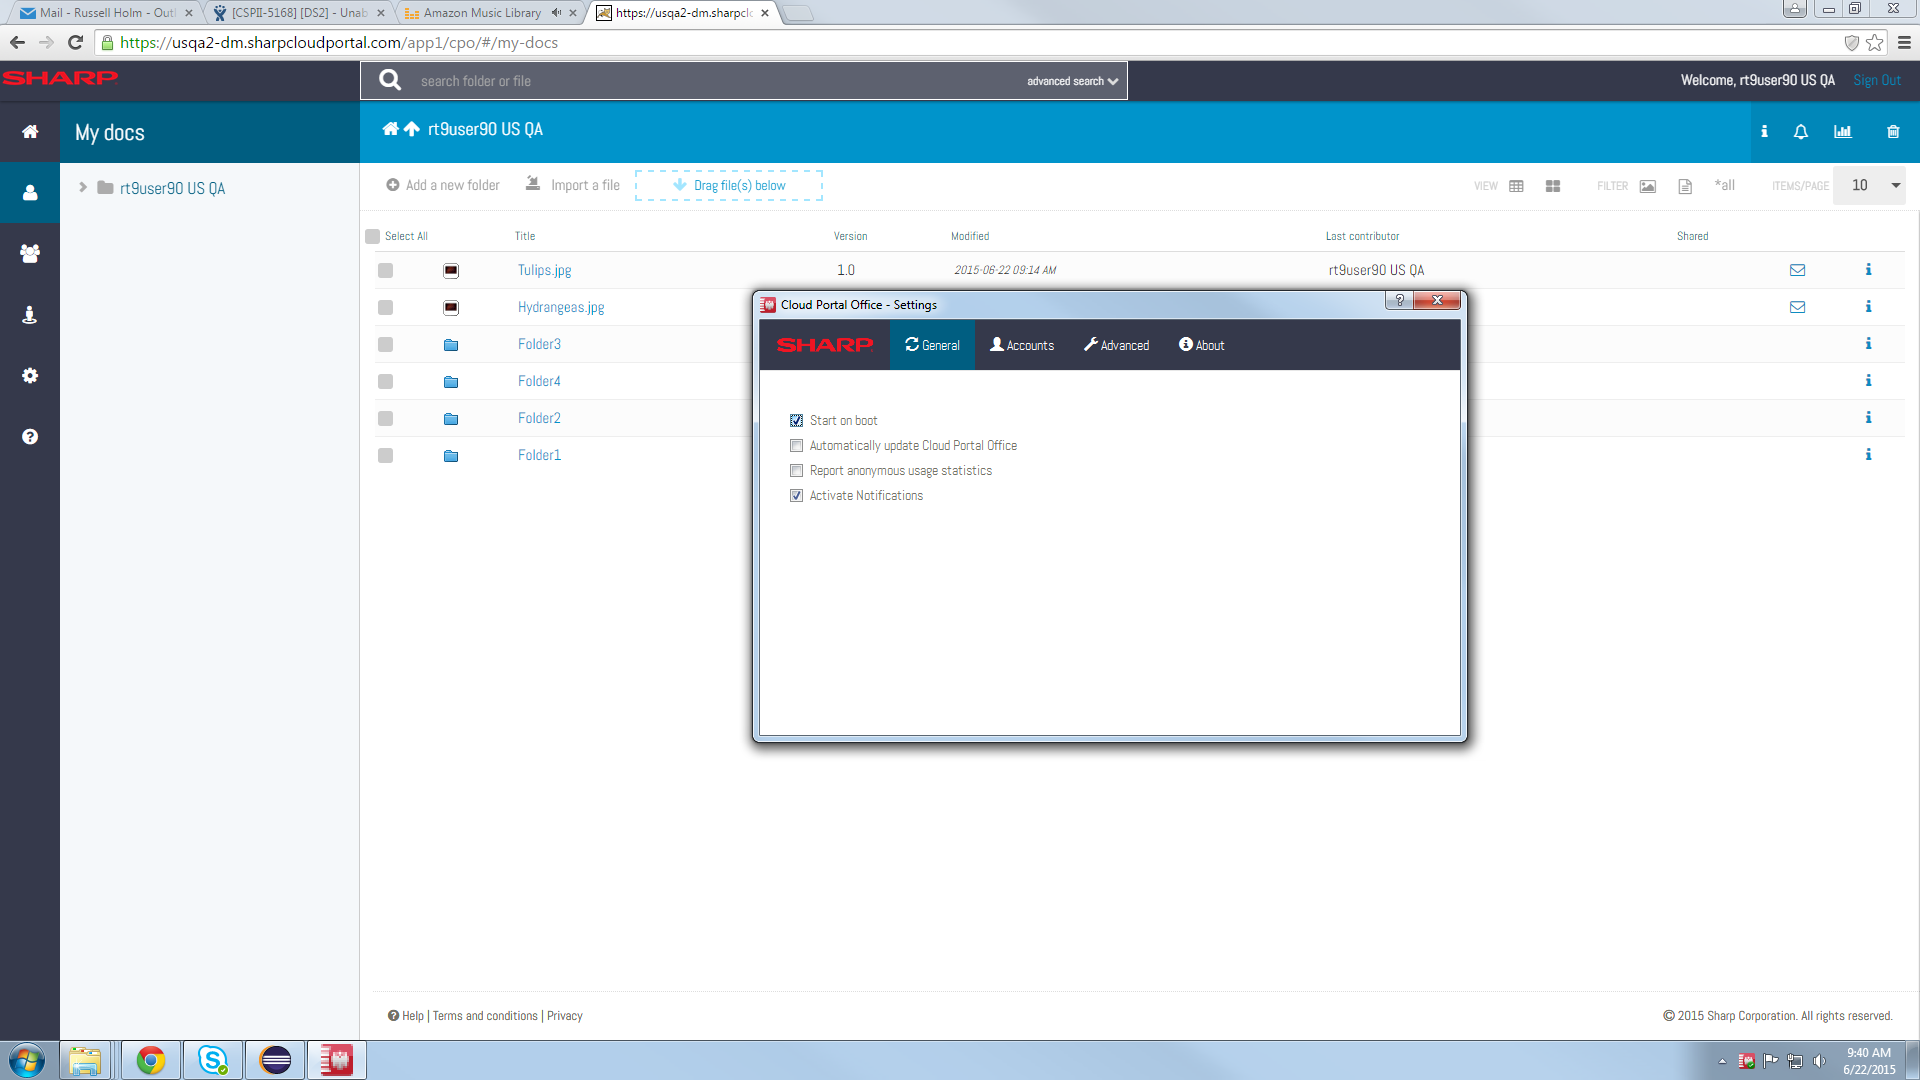 Mail - Russell Holm - Outl
[CSPII-5168] [DS2] - Unab
Amazon Music Library
https://usqa2-dm.sharpclo
https://usqa2-dm.sharpcloudportal.com/app1/cpo/#/my-docs
SHARP
search folder or file
advanced search
Welcome, rt9user90 US QA
Sign Out
My docs
rt9user90 US QA
rt9user90 US QA
Add a new folder
Import a file
Drag file(s) below
VIEW
FILTER
*all
ITEMS/PAGE
10
Select All
Title
Version
Modified
Last contributor
Shared
Tulips.jpg
1.0
2015-06-22 09:14 AM
rt9user90 US QA
Hydrangeas.jpg
Folder3
Folder4
Folder2
Folder1
Cloud Portal Office - Settings
SHARP
General
Accounts
Advanced
About
Start on boot
Automatically update Cloud Portal Office
Report anonymous usage statistics
Activate Notifications
Help | Terms and conditions | Privacy
© 2015 Sharp Corporation. All rights reserved.
9:40 AM
6/22/2015